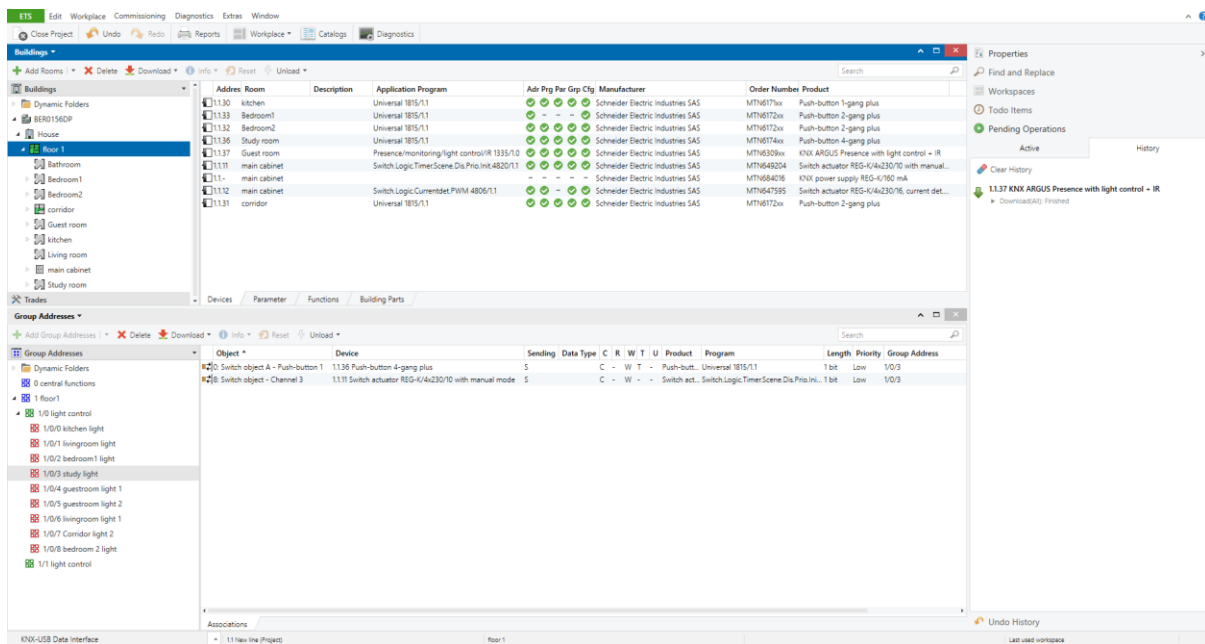 ETS Edit Workplace Commissioning Diagnostics Extras Window
Close Project Undo Redo Reports Workplace Catalogs Diagnostics
Buildings
Add Rooms Delete Download Info Reset Unload Search
Buildings
Dynamic Folders
BER0156DP
House
floor 1
Bathroom
Bedroom1
Bedroom2
corridor
Guest room
kitchen
Living room
main cabinet
Study room
Trades
Addres Room Description Application Program Adr Prg Par Grp Cfg Manufacturer Order Number Product
1.1.30 kitchen Universal 1815/1.1 Schneider Electric Industries SAS MTN6171xx Push-button 1-gang plus
1.1.33 Bedroom1 - - - Schneider Electric Industries SAS MTN6172xx Push-button 2-gang plus
1.1.32 Bedroom2 Universal 1815/1.1 Schneider Electric Industries SAS MTN6172xx Push-button 2-gang plus
1.1.36 Study room Universal 1815/1.1 Schneider Electric Industries SAS MTN6174xx Push-button 4-gang plus
1.1.37 Guest room Presence/monitoring/light control/IR 1335/1.0 Schneider Electric Industries SAS MTN6309xx KNX ARGUS Presence with light control + IR
1.1.11 main cabinet Switch.Logic.Timer.Scene.Dis.Prio.Init.4820/1.1 Schneider Electric Industries SAS MTN649204 Switch actuator REG-K/4x230/10 with manual...
1.1.- main cabinet - - - - - Schneider Electric Industries SAS MTN684016 KNX power supply REG-K/160 mA
1.1.12 main cabinet Switch.Logic.Currentdet.PWM 4806/1.1 - Schneider Electric Industries SAS MTN647595 Switch actuator REG-K/4x230/16, current det...
1.1.31 corridor Universal 1815/1.1 Schneider Electric Industries SAS MTN6172xx Push-button 2-gang plus
Devices Parameter Functions Building Parts
Group Addresses
Add Group Addresses Delete Download Info Reset Unload Search
Group Addresses
Dynamic Folders
0 central functions
1 floor1
1/0 light control
1/0/0 kitchen light
1/0/1 livingroom light
1/0/2 bedroom1 light
1/0/3 study light
1/0/4 guestroom light 1
1/0/5 guestroom light 2
1/0/6 livingroom light 1
1/0/7 Corridor light 2
1/0/8 bedroom 2 light
1/1 light control
Object Device Sending Data Type C R W T U Product Program Length Priority Group Address
0: Switch object A - Push-button 1 1.1.36 Push-button 4-gang plus S C - W T - Push-butt... Universal 1815/1.1 1 bit Low 1/0/3
8: Switch object - Channel 3 1.1.11 Switch actuator REG-K/4x230/10 with manual mode S C - W - - Switch act... Switch.Logic.Timer.Scene.Dis.Prio.Ini... 1 bit Low 1/0/3
Associations
Properties
Find and Replace
Workspaces
Todo Items
Pending Operations
Active History
Clear History
1.1.37 KNX ARGUS Presence with light control + IR
Download(All): Finished
Undo History
KNX-USB Data Interface 1.1 New line (Project) floor 1 Last used workspace